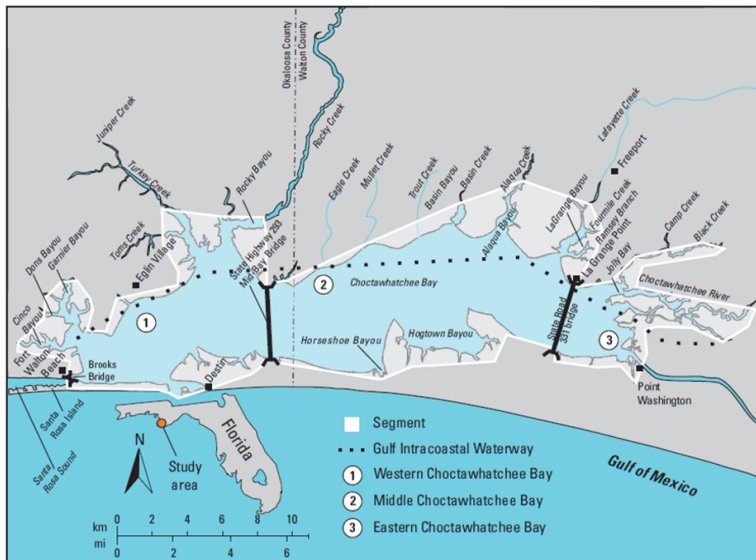 Okaloosa County
Walton County
Juniper Creek
Turkey Creek
Toms Creek
Rocky Bayou
Rocky Creek
Eagle Creek
Mullet Creek
Trout Creek
Basin Bayou
Basin Creek
Alaqua Creek
Alaqua Bayou
LaGrange Bayou
Lafayette Creek
Freeport
Fourmile Creek
Ramsey Branch
La Grange Point
Jolly Bay
Camp Creek
Black Creek
Choctawhatchee River
Dons Bayou
Garnier Bayou
Cinco
Bayou
Fort
Walton
Beach
Eglin Village
State Highway 293
Mid-Bay Bridge
Choctawhatchee Bay
State Road
331 bridge
1
2
3
Brooks
Bridge
Destin
Horseshoe Bayou
Hogtown Bayou
Point
Washington
Santa
Rosa Island
Santa
Rosa Sound
Florida
N
Study
area
Gulf of Mexico
Segment
Gulf Intracoastal Waterway
1 Western Choctawhatchee Bay
2 Middle Choctawhatchee Bay
3 Eastern Choctawhatchee Bay
km 0 2 4 6 8 10
mi 0 2 4 6